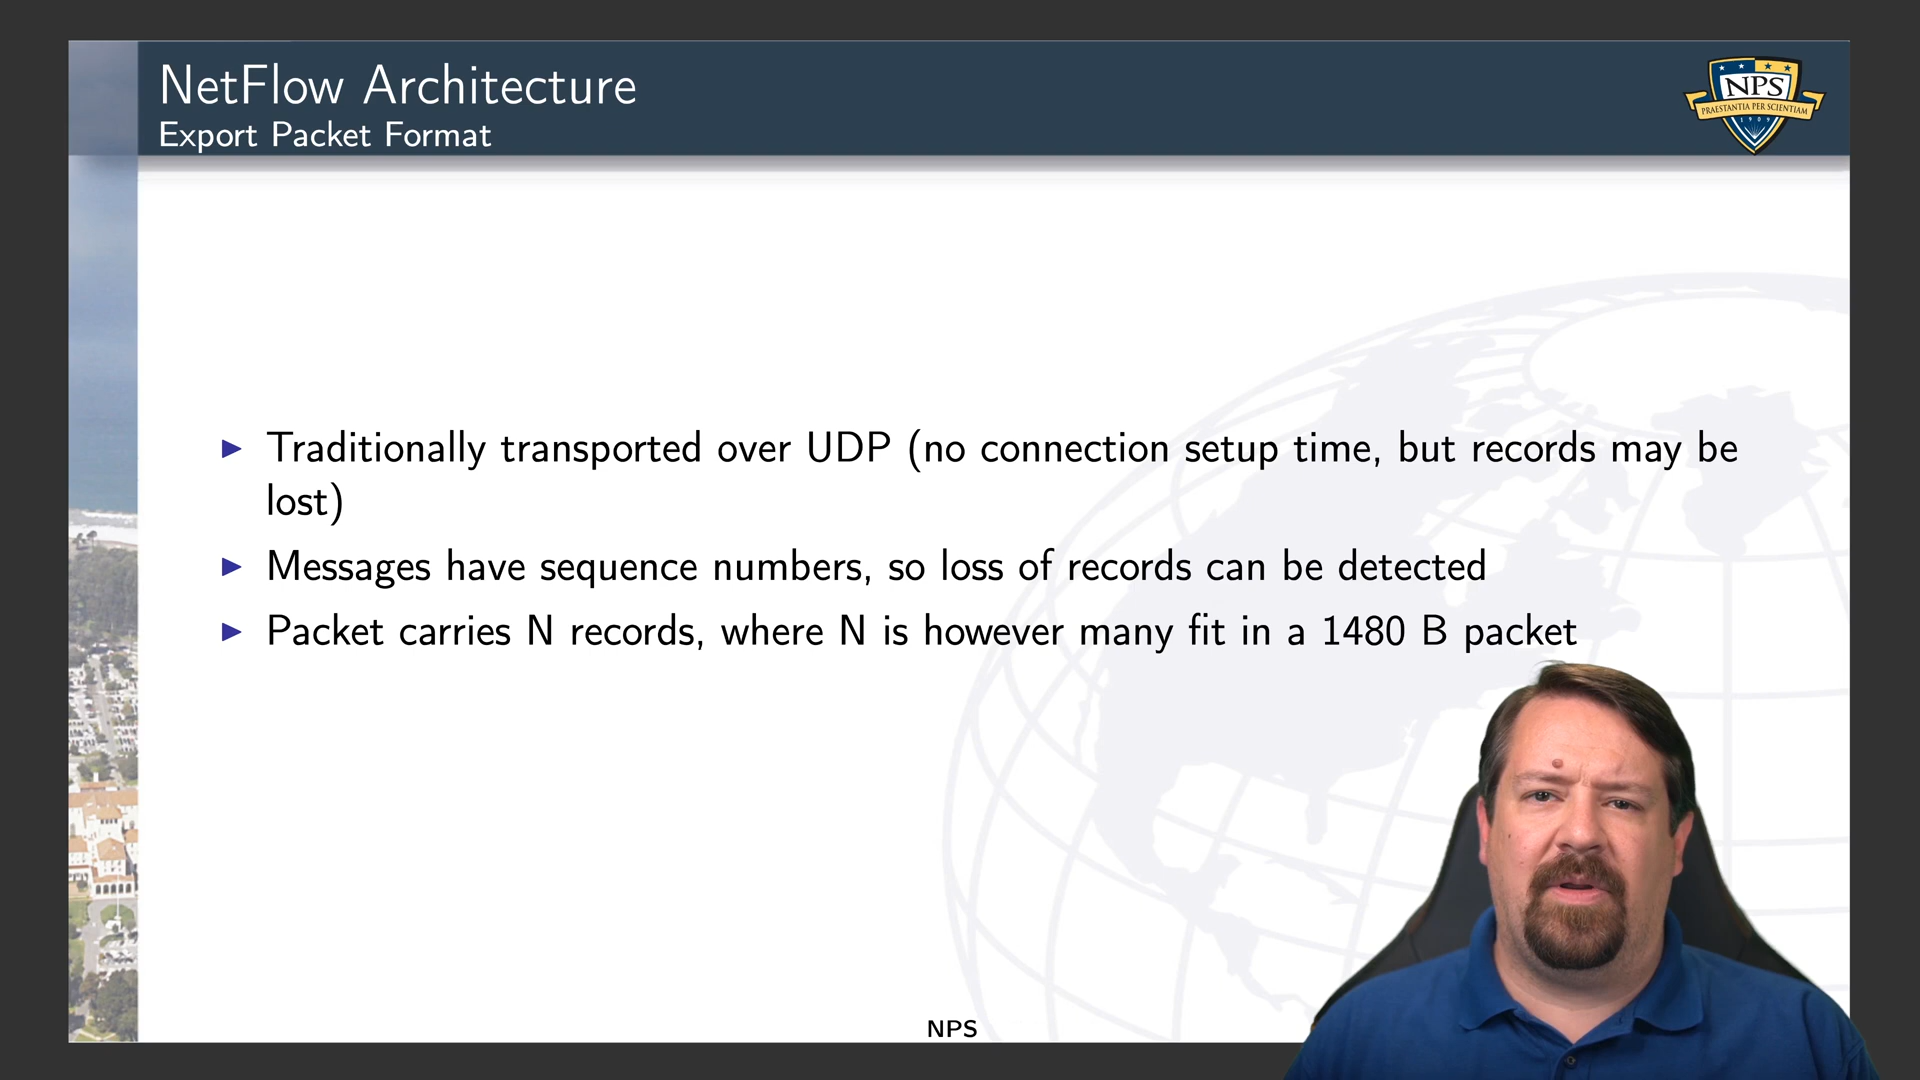 NetFlow Architecture
Export Packet Format
NPS
PRAESTANTIA PER SCIENTIAM
1909
Traditionally transported over UDP (no connection setup time, but records may be
lost)
Messages have sequence numbers, so loss of records can be detected
Packet carries N records, where N is however many fit in a 1480 B packet
NPS